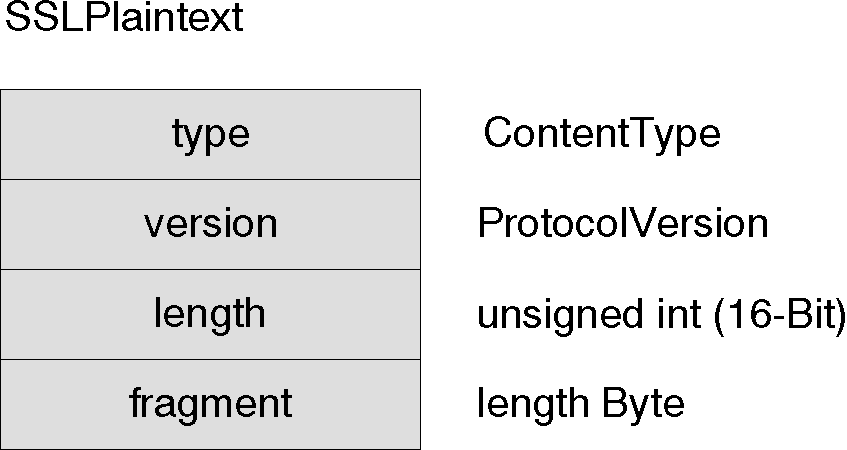 SSLPlaintext
type ContentType
version ProtocolVersion
length unsigned int (16-Bit)
fragment length Byte